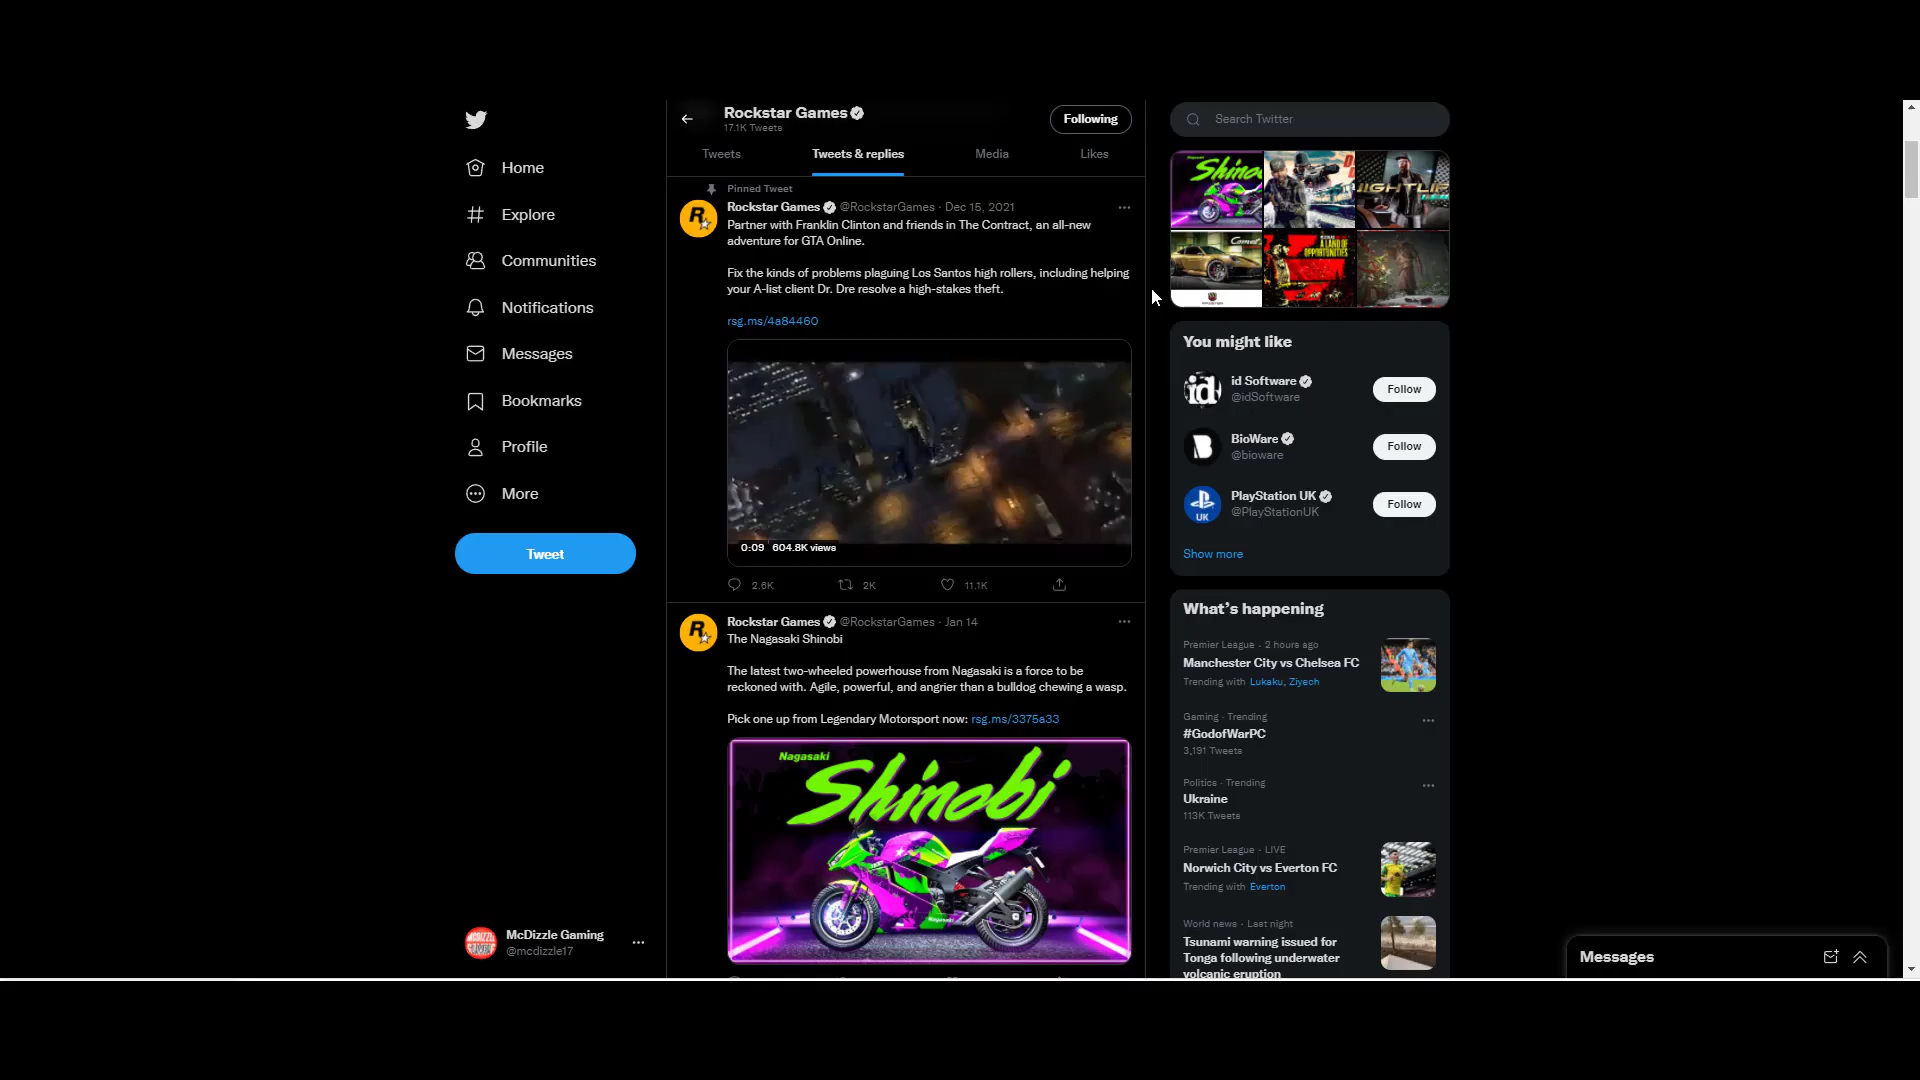 Home
Explore
Communities
Notifications
Messages
Bookmarks
Profile
More
Tweet
McDizzle Gaming
@mcdizzle17
Rockstar Games
17.1K Tweets
Following
Tweets
Tweets & replies
Media
Likes
Pinned Tweet
Rockstar Games @RockstarGames · Dec 15, 2021
Partner with Franklin Clinton and friends in The Contract, an all-new
adventure for GTA Online.
Fix the kinds of problems plaguing Los Santos high rollers, including helping
your A-list client Dr. Dre resolve a high-stakes theft.
rsg.ms/4a84460
0:09 604.8K views
2.6K 2K 11.1K
Rockstar Games @RockstarGames · Jan 14
The Nagasaki Shinobi
The latest two-wheeled powerhouse from Nagasaki is a force to be
reckoned with. Agile, powerful, and angrier than a bulldog chewing a wasp.
Pick one up from Legendary Motorsport now: rsg.ms/3375a33
Nagasaki
Shinobi
Nagasaki
Search Twitter
Shino
NIGHTLIF
Comet
A LAND OF
OPPORTUNITIES
You might like
id Software
@idSoftware
Follow
BioWare
@bioware
Follow
UK
PlayStation UK
@PlayStationUK
Follow
Show more
What's happening
Premier League · 2 hours ago
Manchester City vs Chelsea FC
Trending with Lukaku, Ziyech
Gaming · Trending
#GodofWarPC
3,191 Tweets
Politics · Trending
Ukraine
113K Tweets
Premier League · LIVE
Norwich City vs Everton FC
Trending with Everton
World news · Last night
Tsunami warning issued for
Tonga following underwater
volcanic eruption
Messages